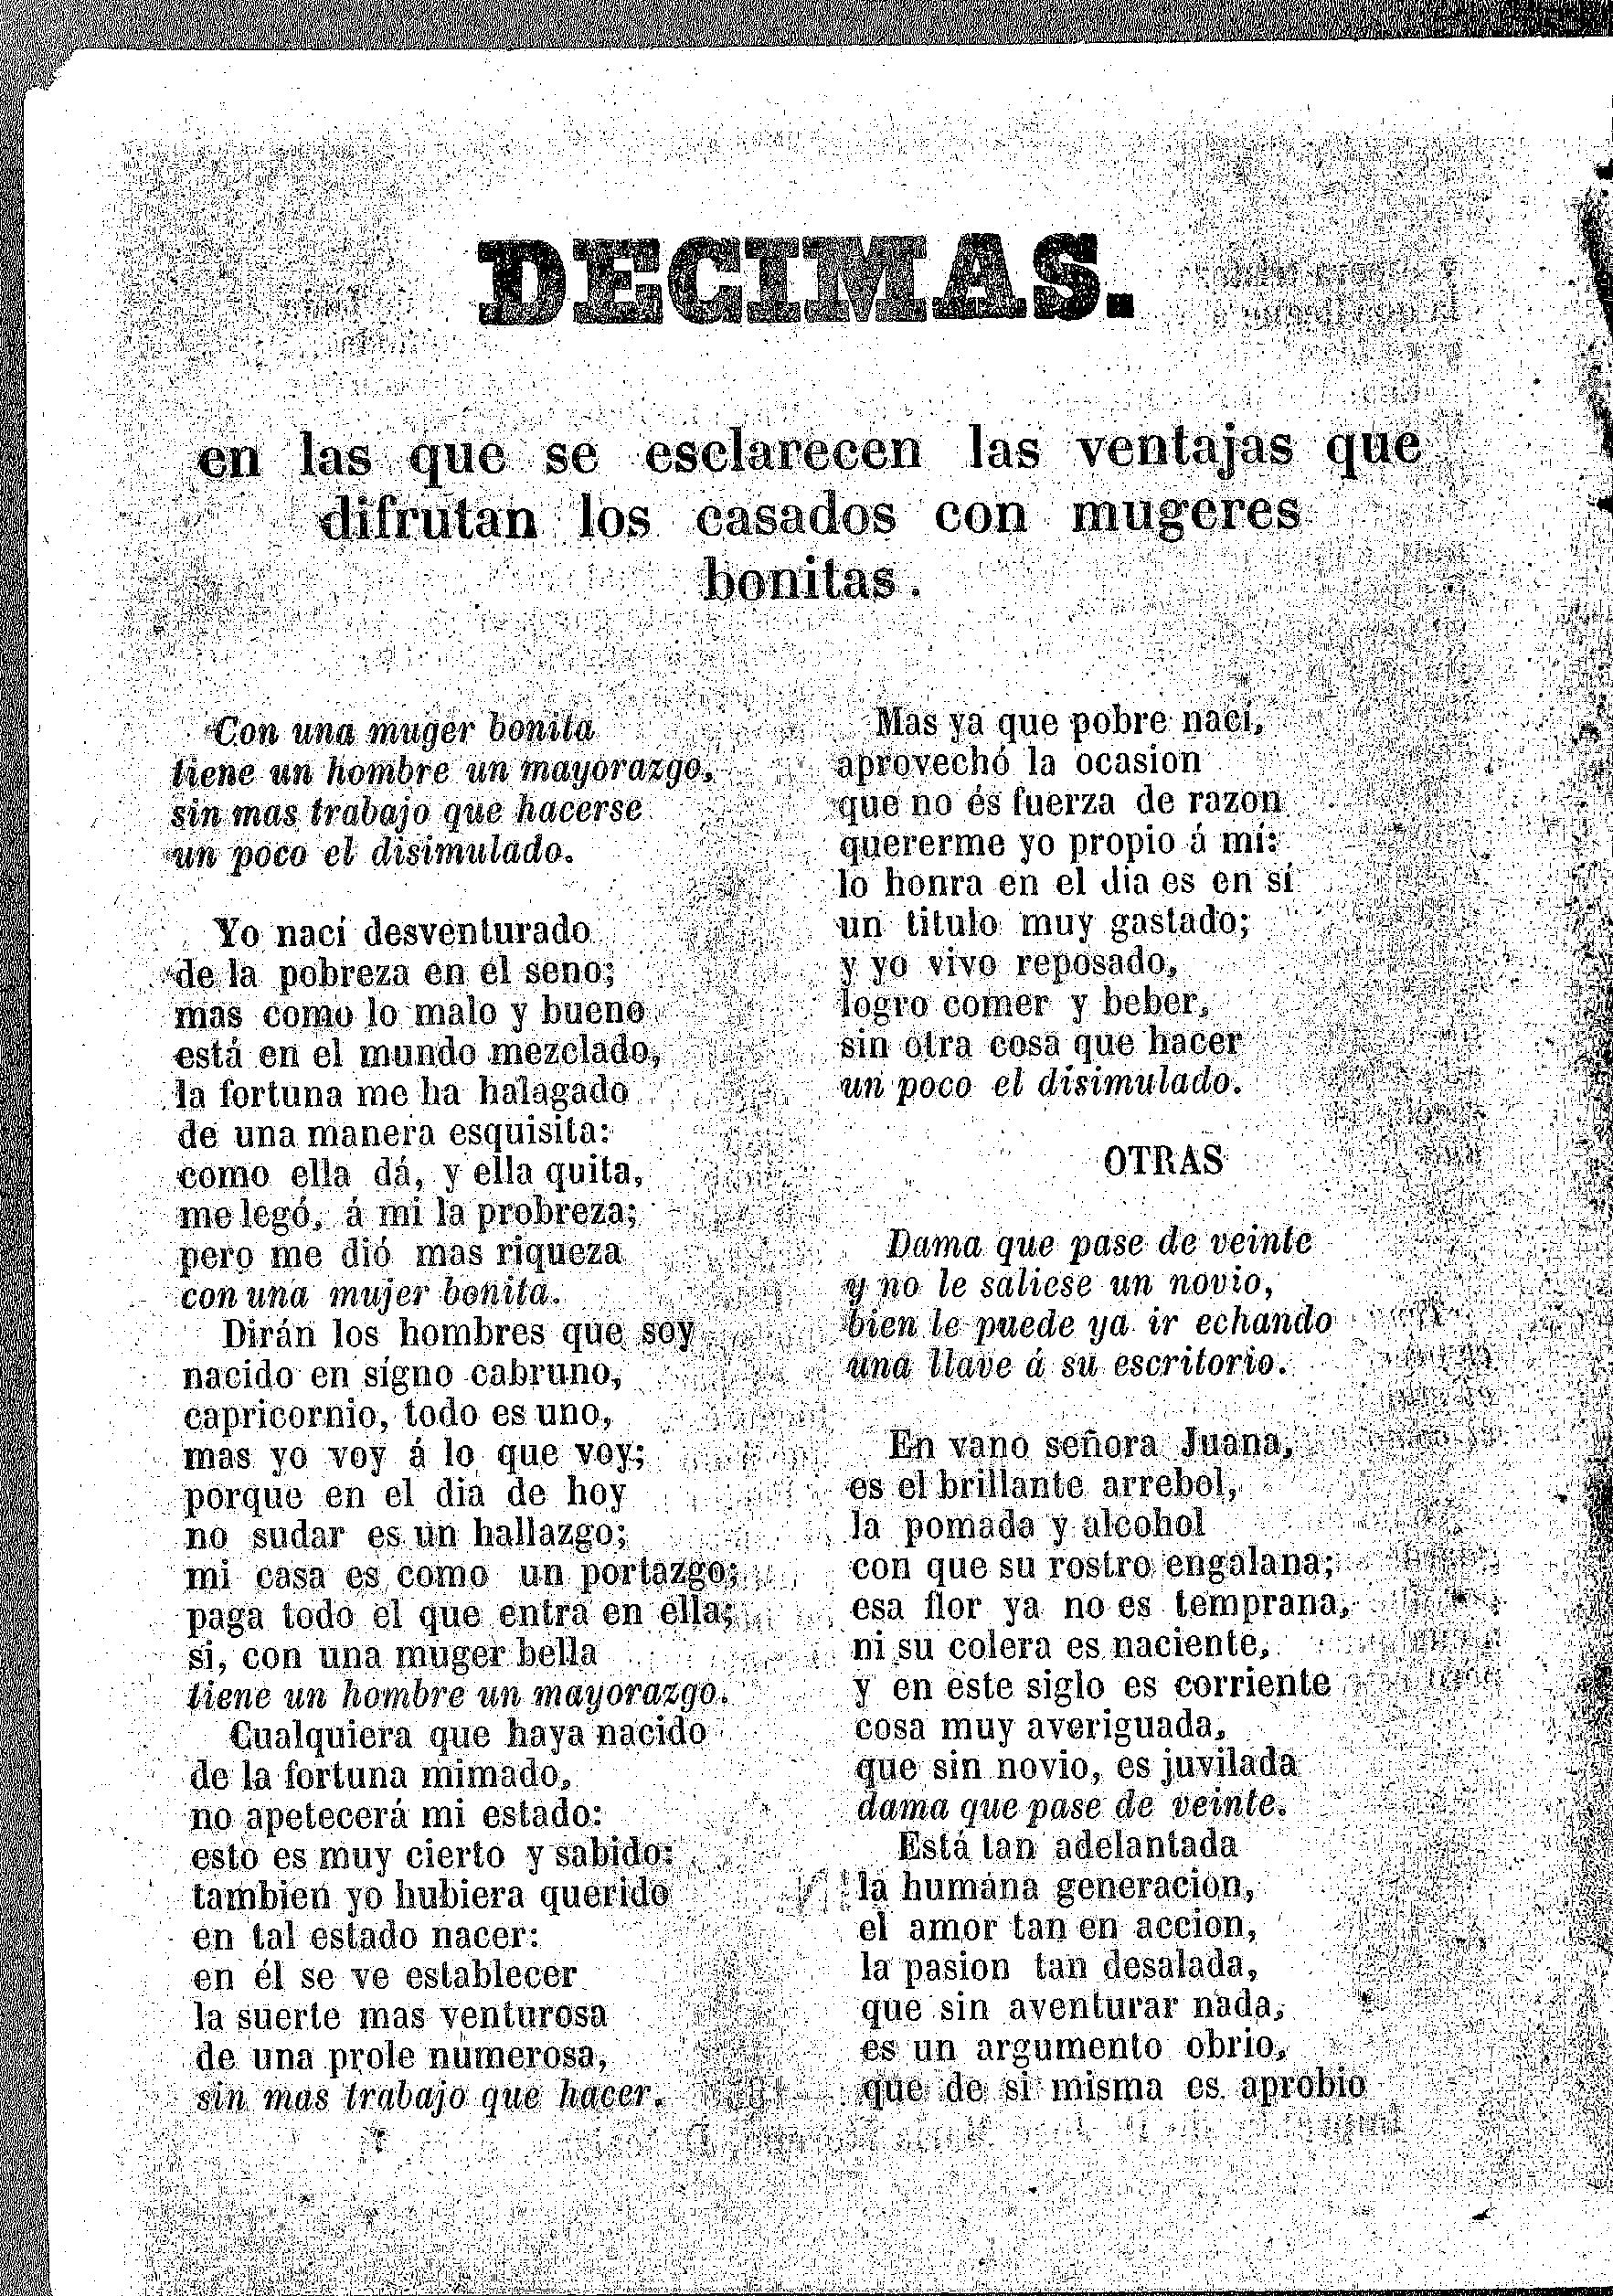 DECIMAS.
en las que se esclarecen las ventajas que
difrutan los casados con mugeres
bonitas.
Con una muger bonita
tiene un hombre un mayorazgo,
sin mas trabajo que hacerse
un poco el disimulado.
Yo nací desventurado
de la pobreza en el seno;
mas como lo malo y bueno
está en el mundo mezclado,
la fortuna me ha halagado
de una manera esquisita:
como ella dá, y ella quita,
me legó, á mi la probreza;
pero me dió mas riqueza
con una mujer bonita.
Dirán los hombres que soy
nacido en signo cabruno,
capricornio, todo es uno,
mas yo voy á lo que voy;
porque en el dia de hoy
no sudar es un hallazgo;
mi casa es como un portazgo;
paga todo el que entra en ella;
si, con una muger bella
tiene un hombre un mayorazgo.
Cualquiera que haya nacido
de la fortuna mimado,
no apetecerá mi estado:
esto es muy cierto y sabido:
tambien yo hubiera querido
en tal estado nacer:
en él se ve establecer
la suerte mas venturosa
de una prole numerosa,
sin mas trabajo que hacer.
Mas ya que pobre nací,
aprovechó la ocasion
que no és fuerza de razon
quererme yo propio á mí:
lo honra en el dia es en sí
un titulo muy gastado;
y yo vivo reposado,
logro comer y beber,
sin otra cosa que hacer
un poco el disimulado.
OTRAS
Dama que pase de veinte
y no le saliese un novio,
bien le puede ya ir echando
una llave á su escritorio.
En vano señora Juana,
es el brillante arrebol,
la pomada y alcohol
con que su rostro engalana;
esa flor ya no es temprana,
ni su colera es naciente,
y en este siglo es corriente
cosa muy averiguada,
que sin novio, es juvilada
dama que pase de veinte.
Está tan adelantada
la humana generacion,
el amor tan en accion,
la pasion tan desalada,
que sin aventurar nada,
es un argumento obrio,
que de si misma es aprobio